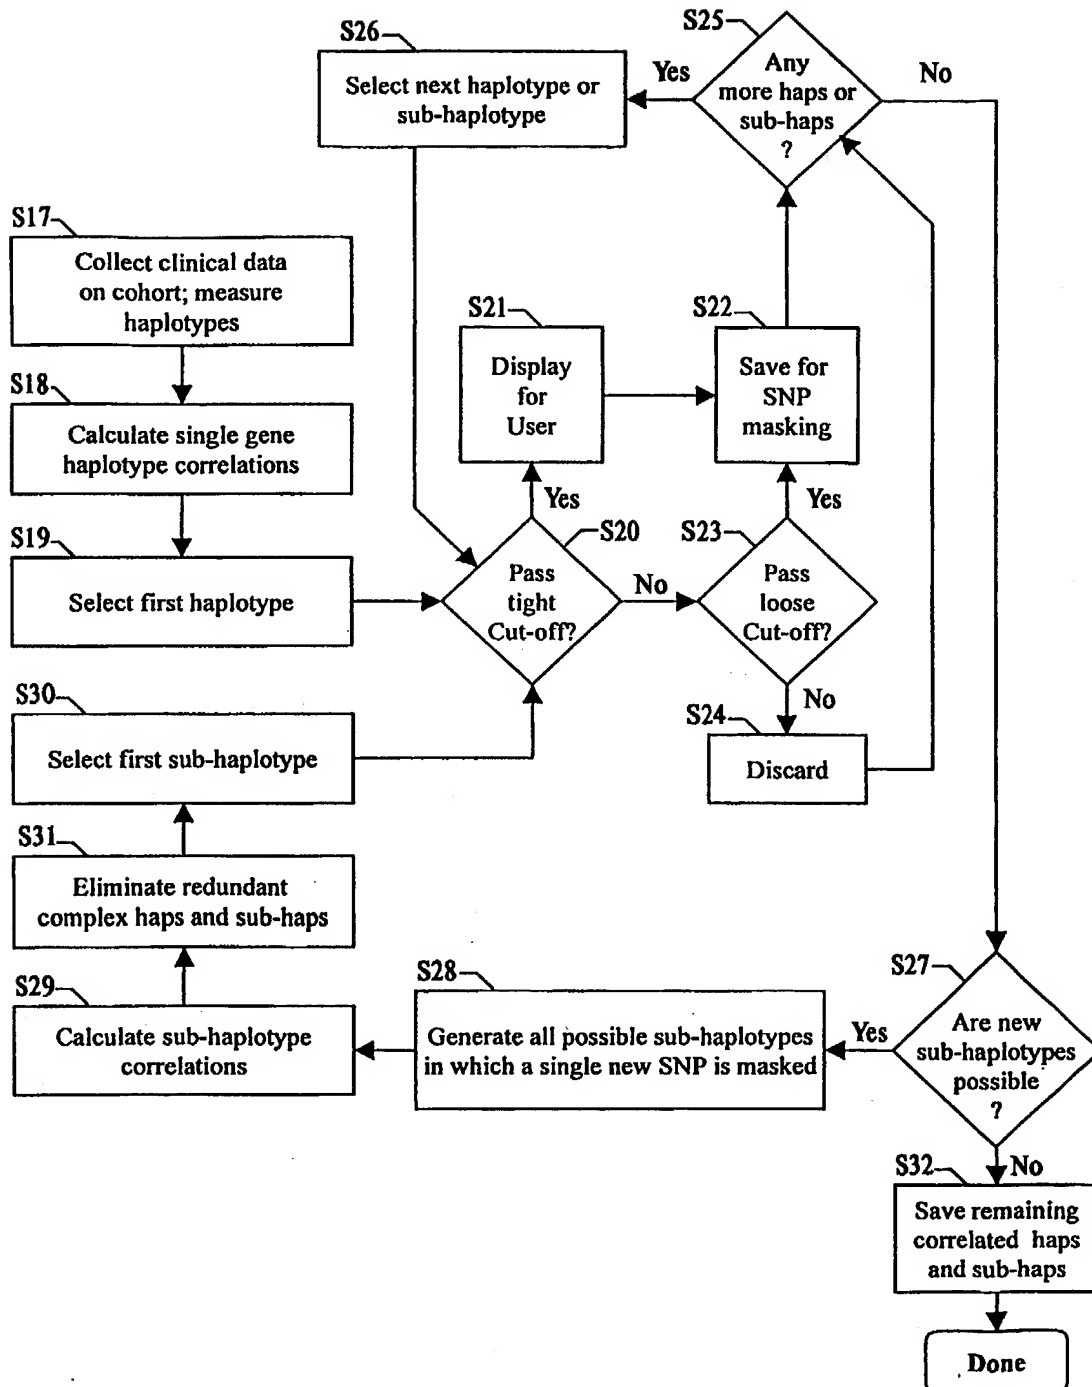 S26
Select next haplotype or
sub-haplotype
S25
Any
more haps or
sub-haps
?
Yes
No
S17
Collect clinical data
on cohort; measure
haplotypes
S18
Calculate single gene
haplotype correlations
S19
Select first haplotype
S21
Display
for
User
S22
Save for
SNP
masking
Yes
Yes
S20
Pass
tight
Cut-off?
No
S23
Pass
loose
Cut-off?
No
S24
Discard
S30
Select first sub-haplotype
S31
Eliminate redundant
complex haps and sub-haps
S29
Calculate sub-haplotype
correlations
S28
Generate all possible sub-haplotypes
in which a single new SNP is masked
Yes
S27
Are new
sub-haplotypes
possible
?
No
S32
Save remaining
correlated haps
and sub-haps
Done